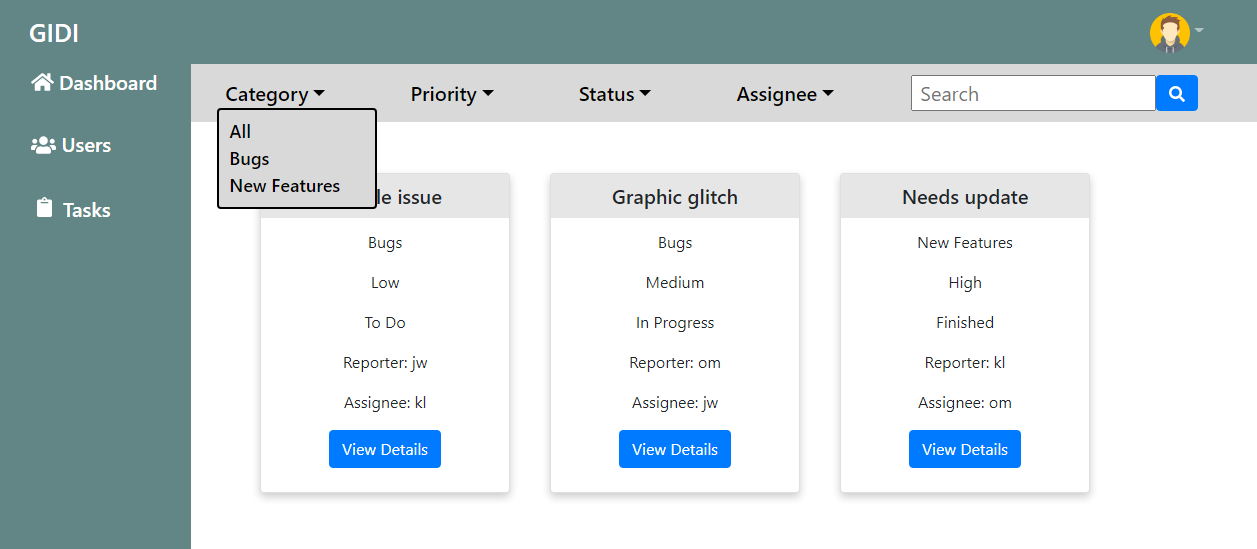 GIDI
Dashboard
Users
Tasks
Category Priority Status Assignee Search
All
Bugs
New Features
le issue
Bugs
Low
To Do
Reporter: jw
Assignee: kl
View Details
Graphic glitch
Bugs
Medium
In Progress
Reporter: om
Assignee: jw
View Details
Needs update
New Features
High
Finished
Reporter: kl
Assignee: om
View Details